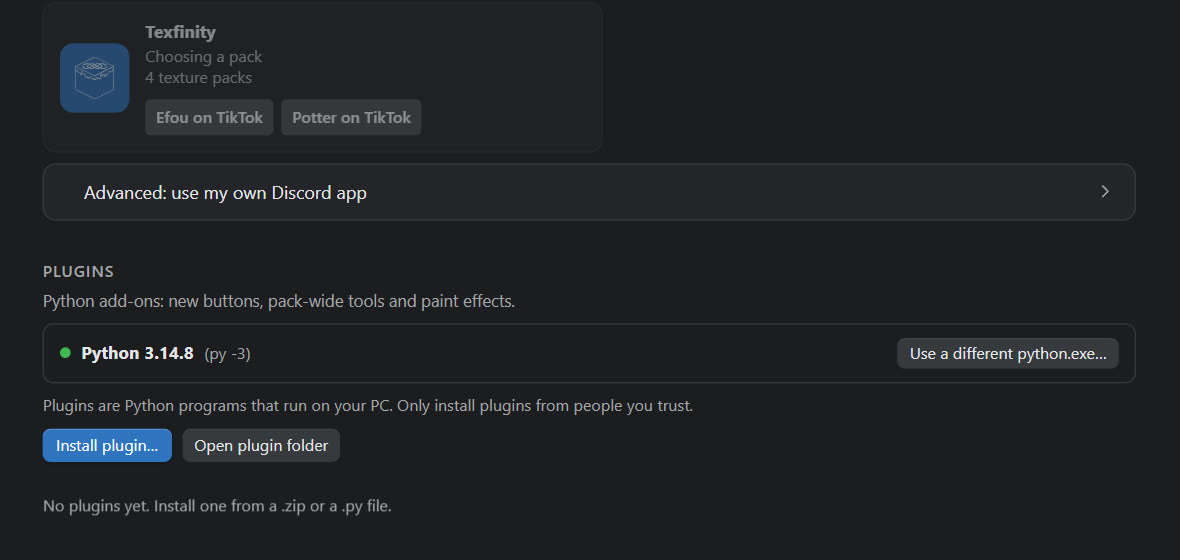 Texfinity
Choosing a pack
4 texture packs
Efou on TikTok
Potter on TikTok
Advanced: use my own Discord app
PLUGINS
Python add-ons: new buttons, pack-wide tools and paint effects.
Python 3.14.8 (py -3)
Use a different python.exe...
Plugins are Python programs that run on your PC. Only install plugins from people you trust.
Install plugin...
Open plugin folder
No plugins yet. Install one from a .zip or a .py file.